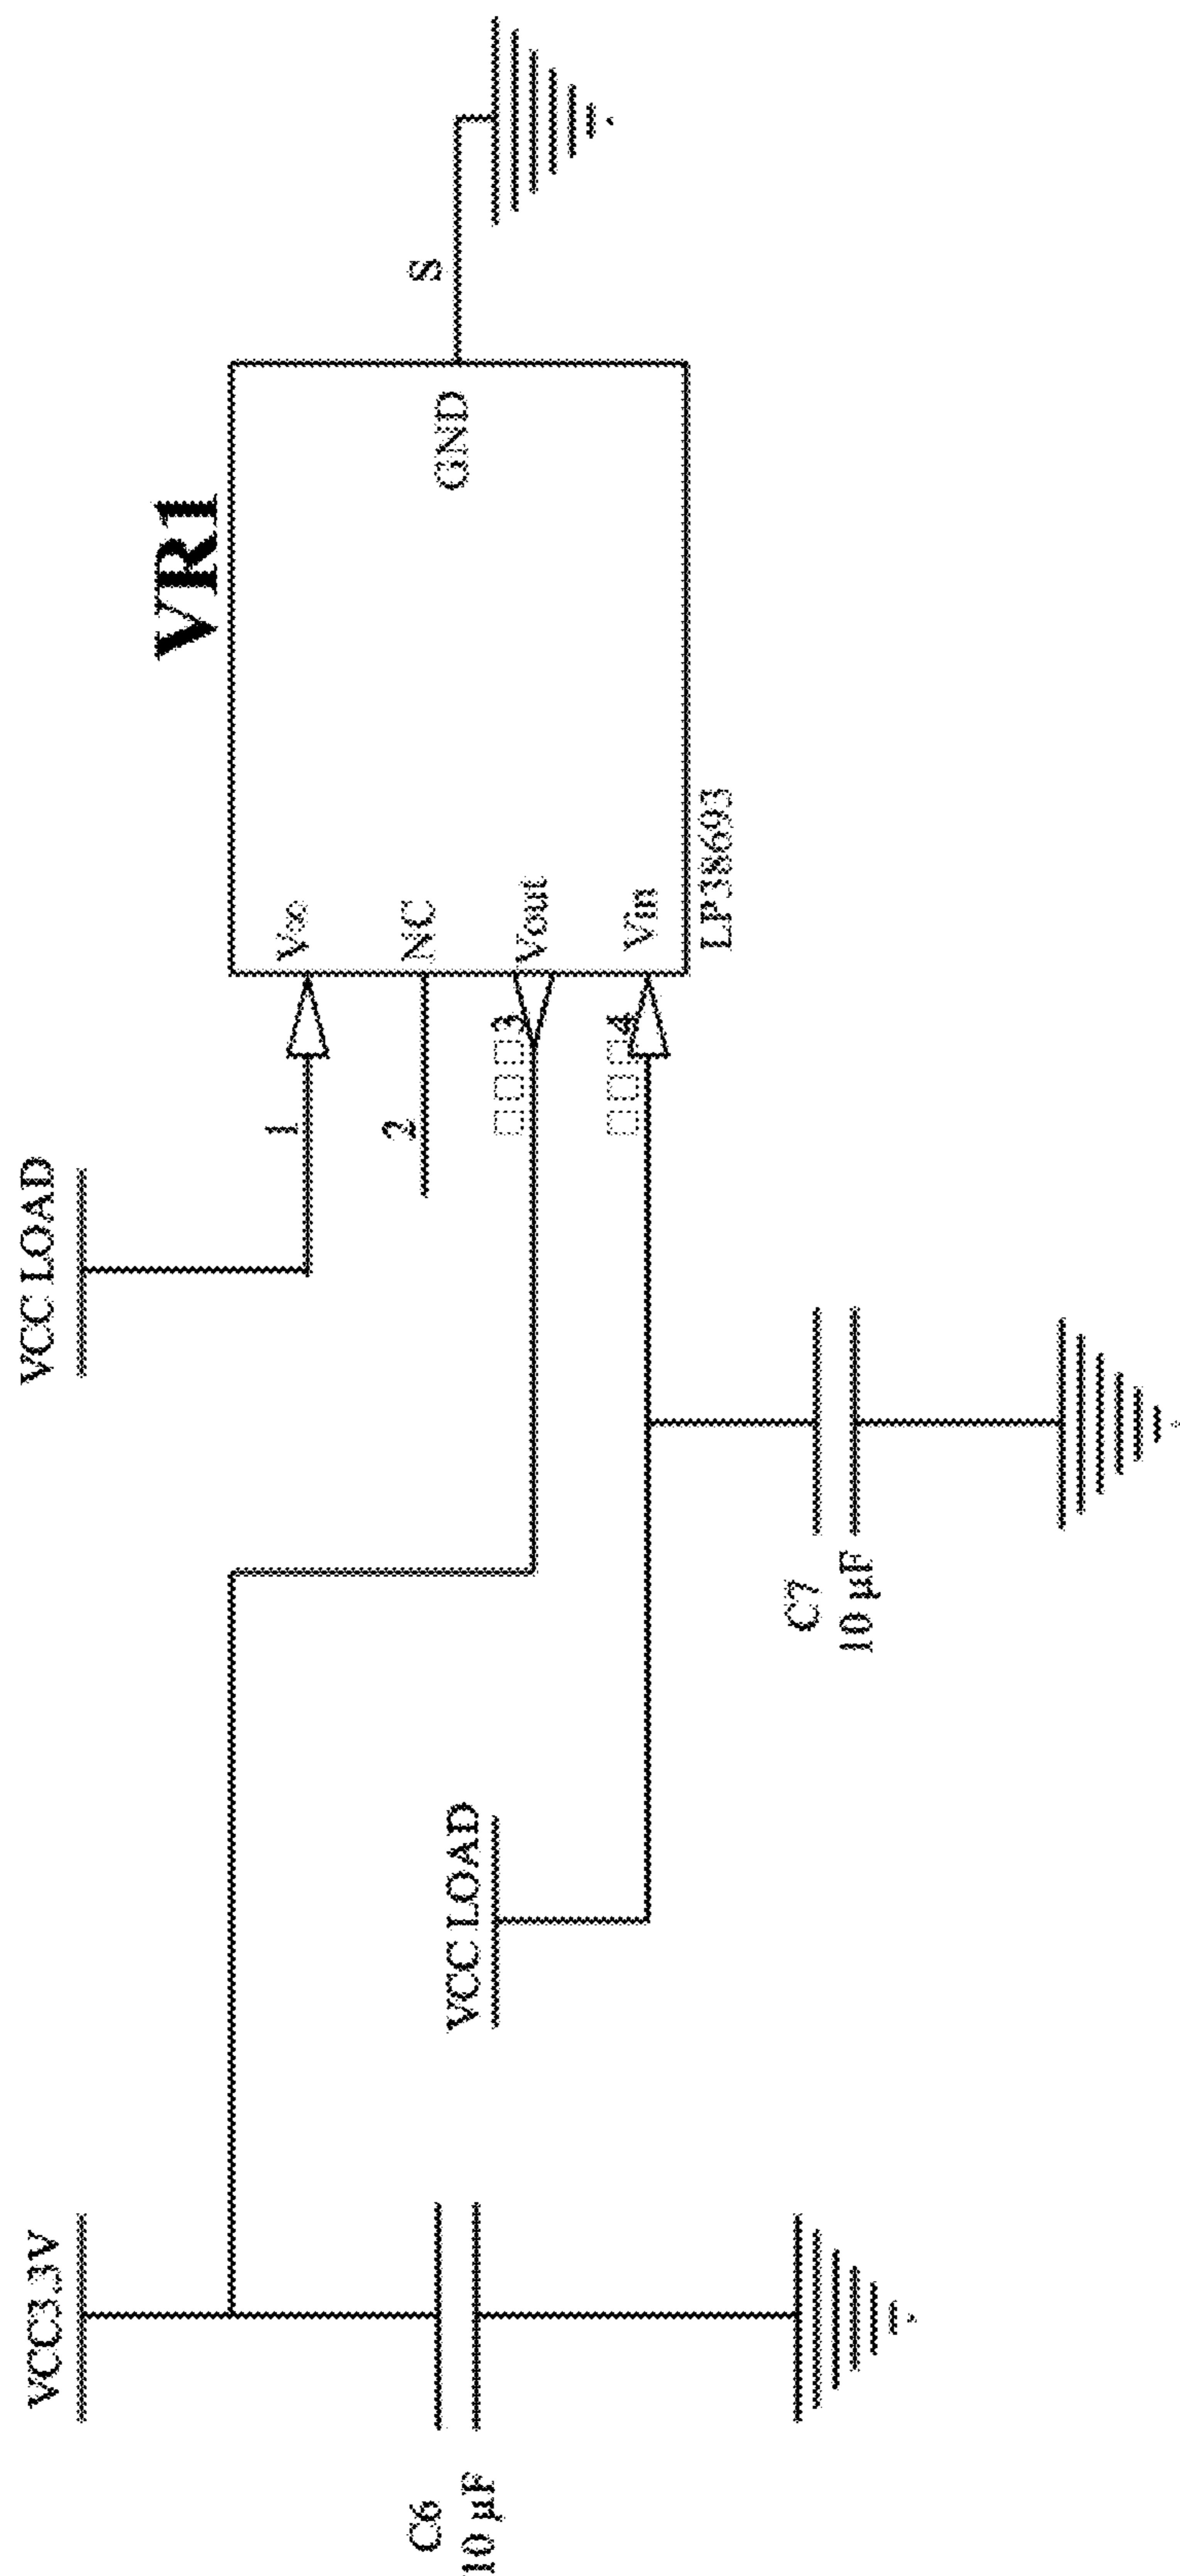 VCC3.3V
C6
10 µF
VCC LOAD
C7
10 µF
VCC LOAD
1
2
3
4
NC
Vout
Vin
LP38693
VR1
GND
S